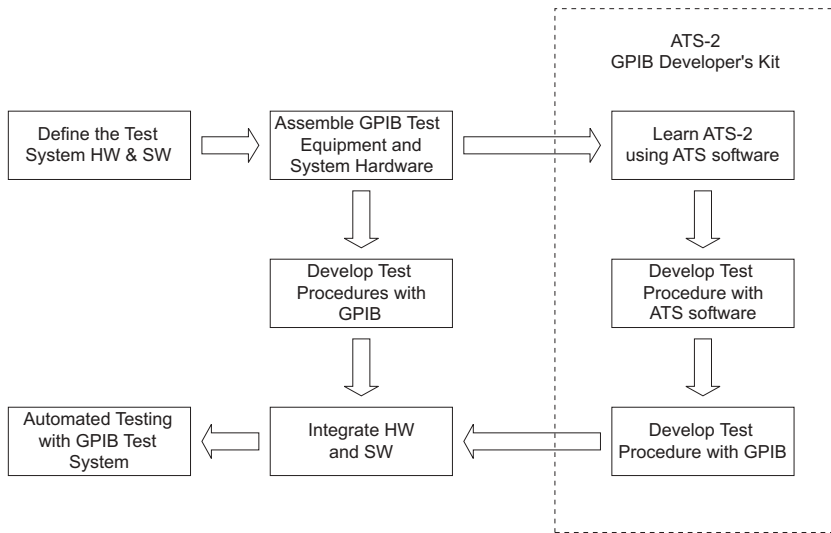 ATS-2
GPIB Developer's Kit
Define the Test
System HW & SW
Assemble GPIB Test
Equipment and
System Hardware
Learn ATS-2
using ATS software
Develop Test
Procedures with
GPIB
Develop Test
Procedure with
ATS software
Automated Testing
with GPIB Test
System
Integrate HW
and SW
Develop Test
Procedure with GPIB